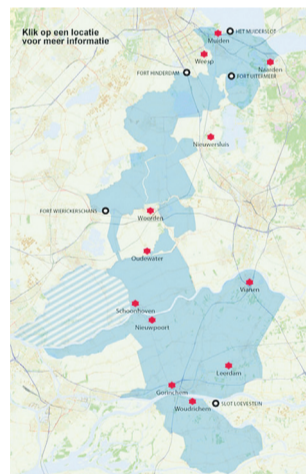 Klik op een locatie
voor meer informatie
HET MUIDERSLOT
Muiden
Weesp
Naarden
FORT HINDERDAM
FORT UITERMEER
Nieuwersluis
FORT WIERICKERSCHANS
Woerden
Oudewater
Vianen
Schoonhoven
Nieuwpoort
Leerdam
Gorinchem
Woudrichem
SLOT LOEVESTEIN